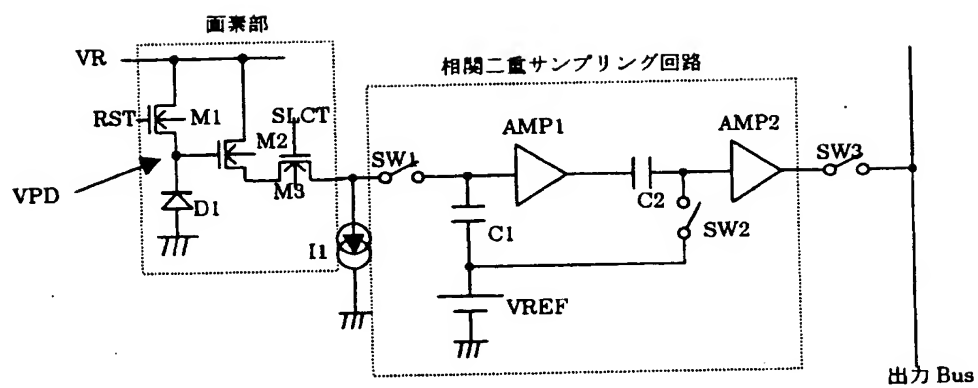 画素部
VR
相関二重サンプリング回路
RST
M1
SLCT
M2
AMP1
AMP2
SW1
SW3
VPD
M3
D1
C1
C2
SW2
I1
VREF
出力 Bus